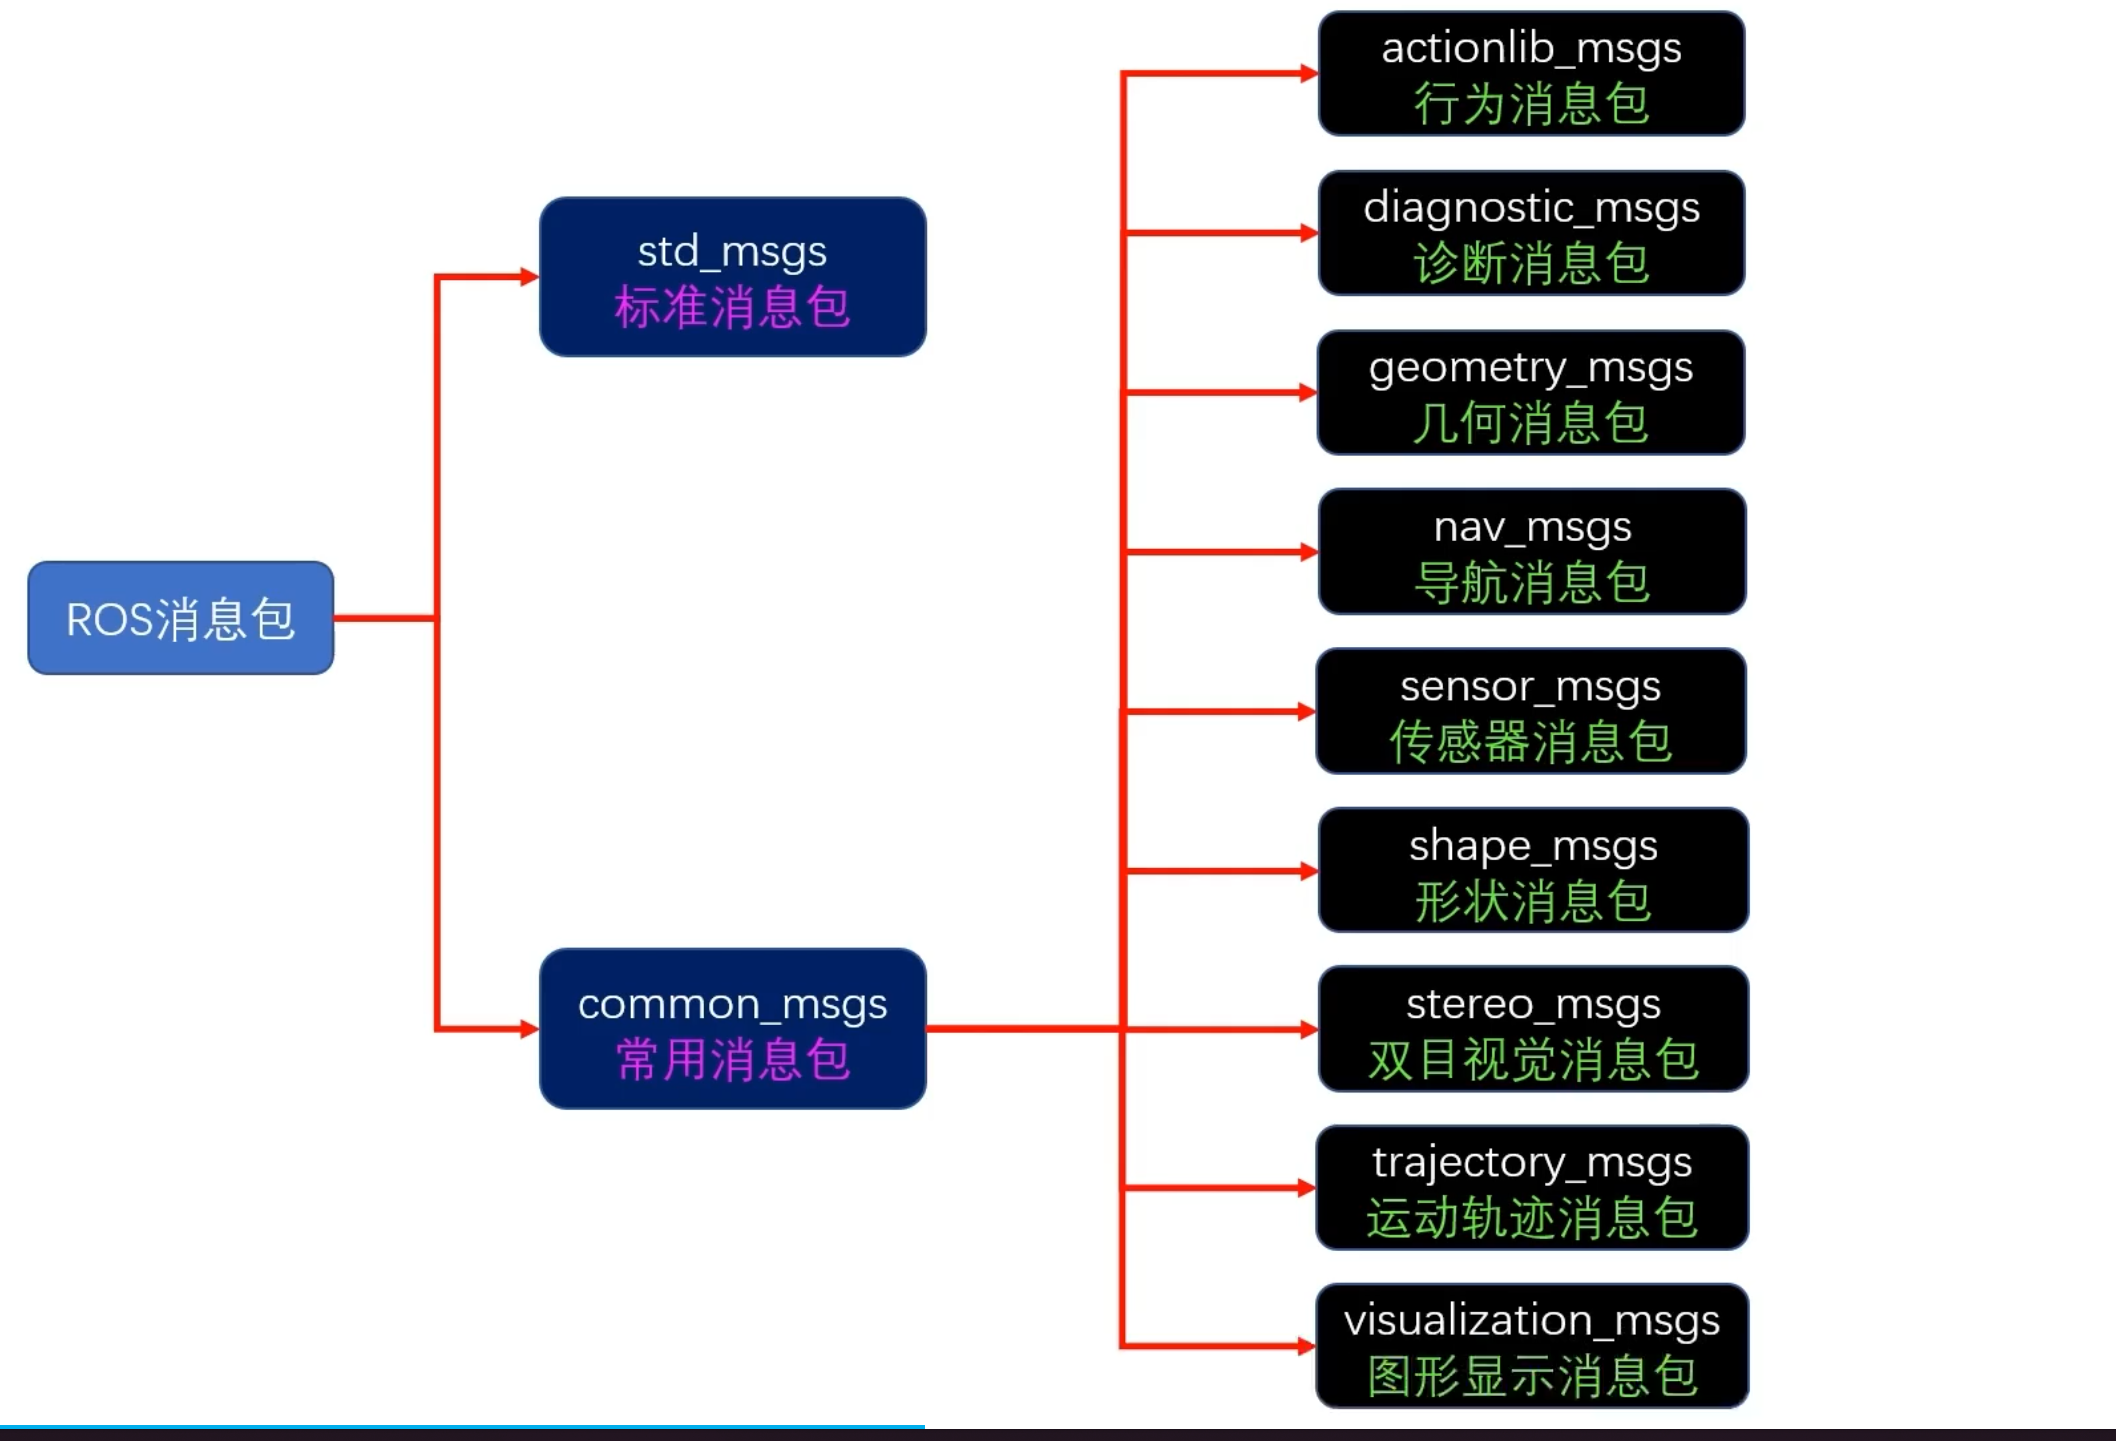 ROS消息包
std_msgs
标准消息包
common_msgs
常用消息包
actionlib_msgs
行为消息包
diagnostic_msgs
诊断消息包
geometry_msgs
几何消息包
nav_msgs
导航消息包
sensor_msgs
传感器消息包
shape_msgs
形状消息包
stereo_msgs
双目视觉消息包
trajectory_msgs
运动轨迹消息包
visualization_msgs
图形显示消息包